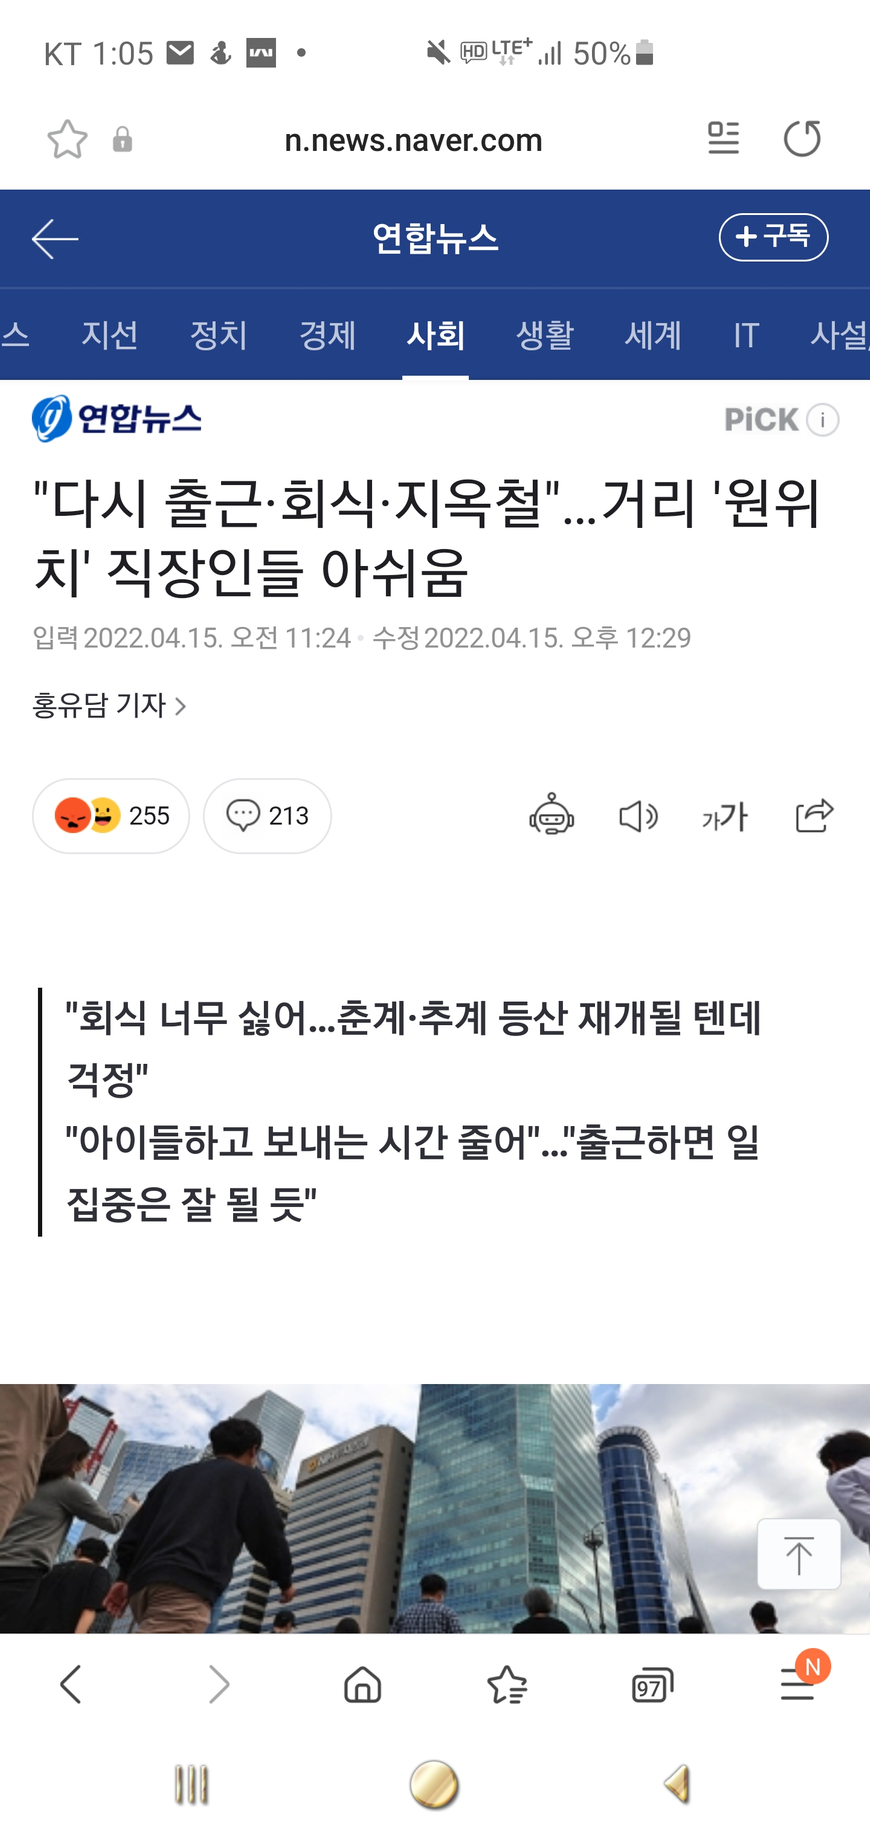 KT 1:05 HD LTE+ 50%
n.news.naver.com
연합뉴스 + 구독
스 지선 정치 경제 사회 생활 세계 IT 사설
연합뉴스 PiCK i
"다시 출근·회식·지옥철"...거리 '원위
치' 직장인들 아쉬움
입력 2022.04.15. 오전 11:24 · 수정 2022.04.15. 오후 12:29
홍유담 기자 >
255 213 가가
"회식 너무 싫어...춘계·추계 등산 재개될 텐데
걱정"
"아이들하고 보내는 시간 줄어"..."출근하면 일
집중은 잘 될 듯"
97 N